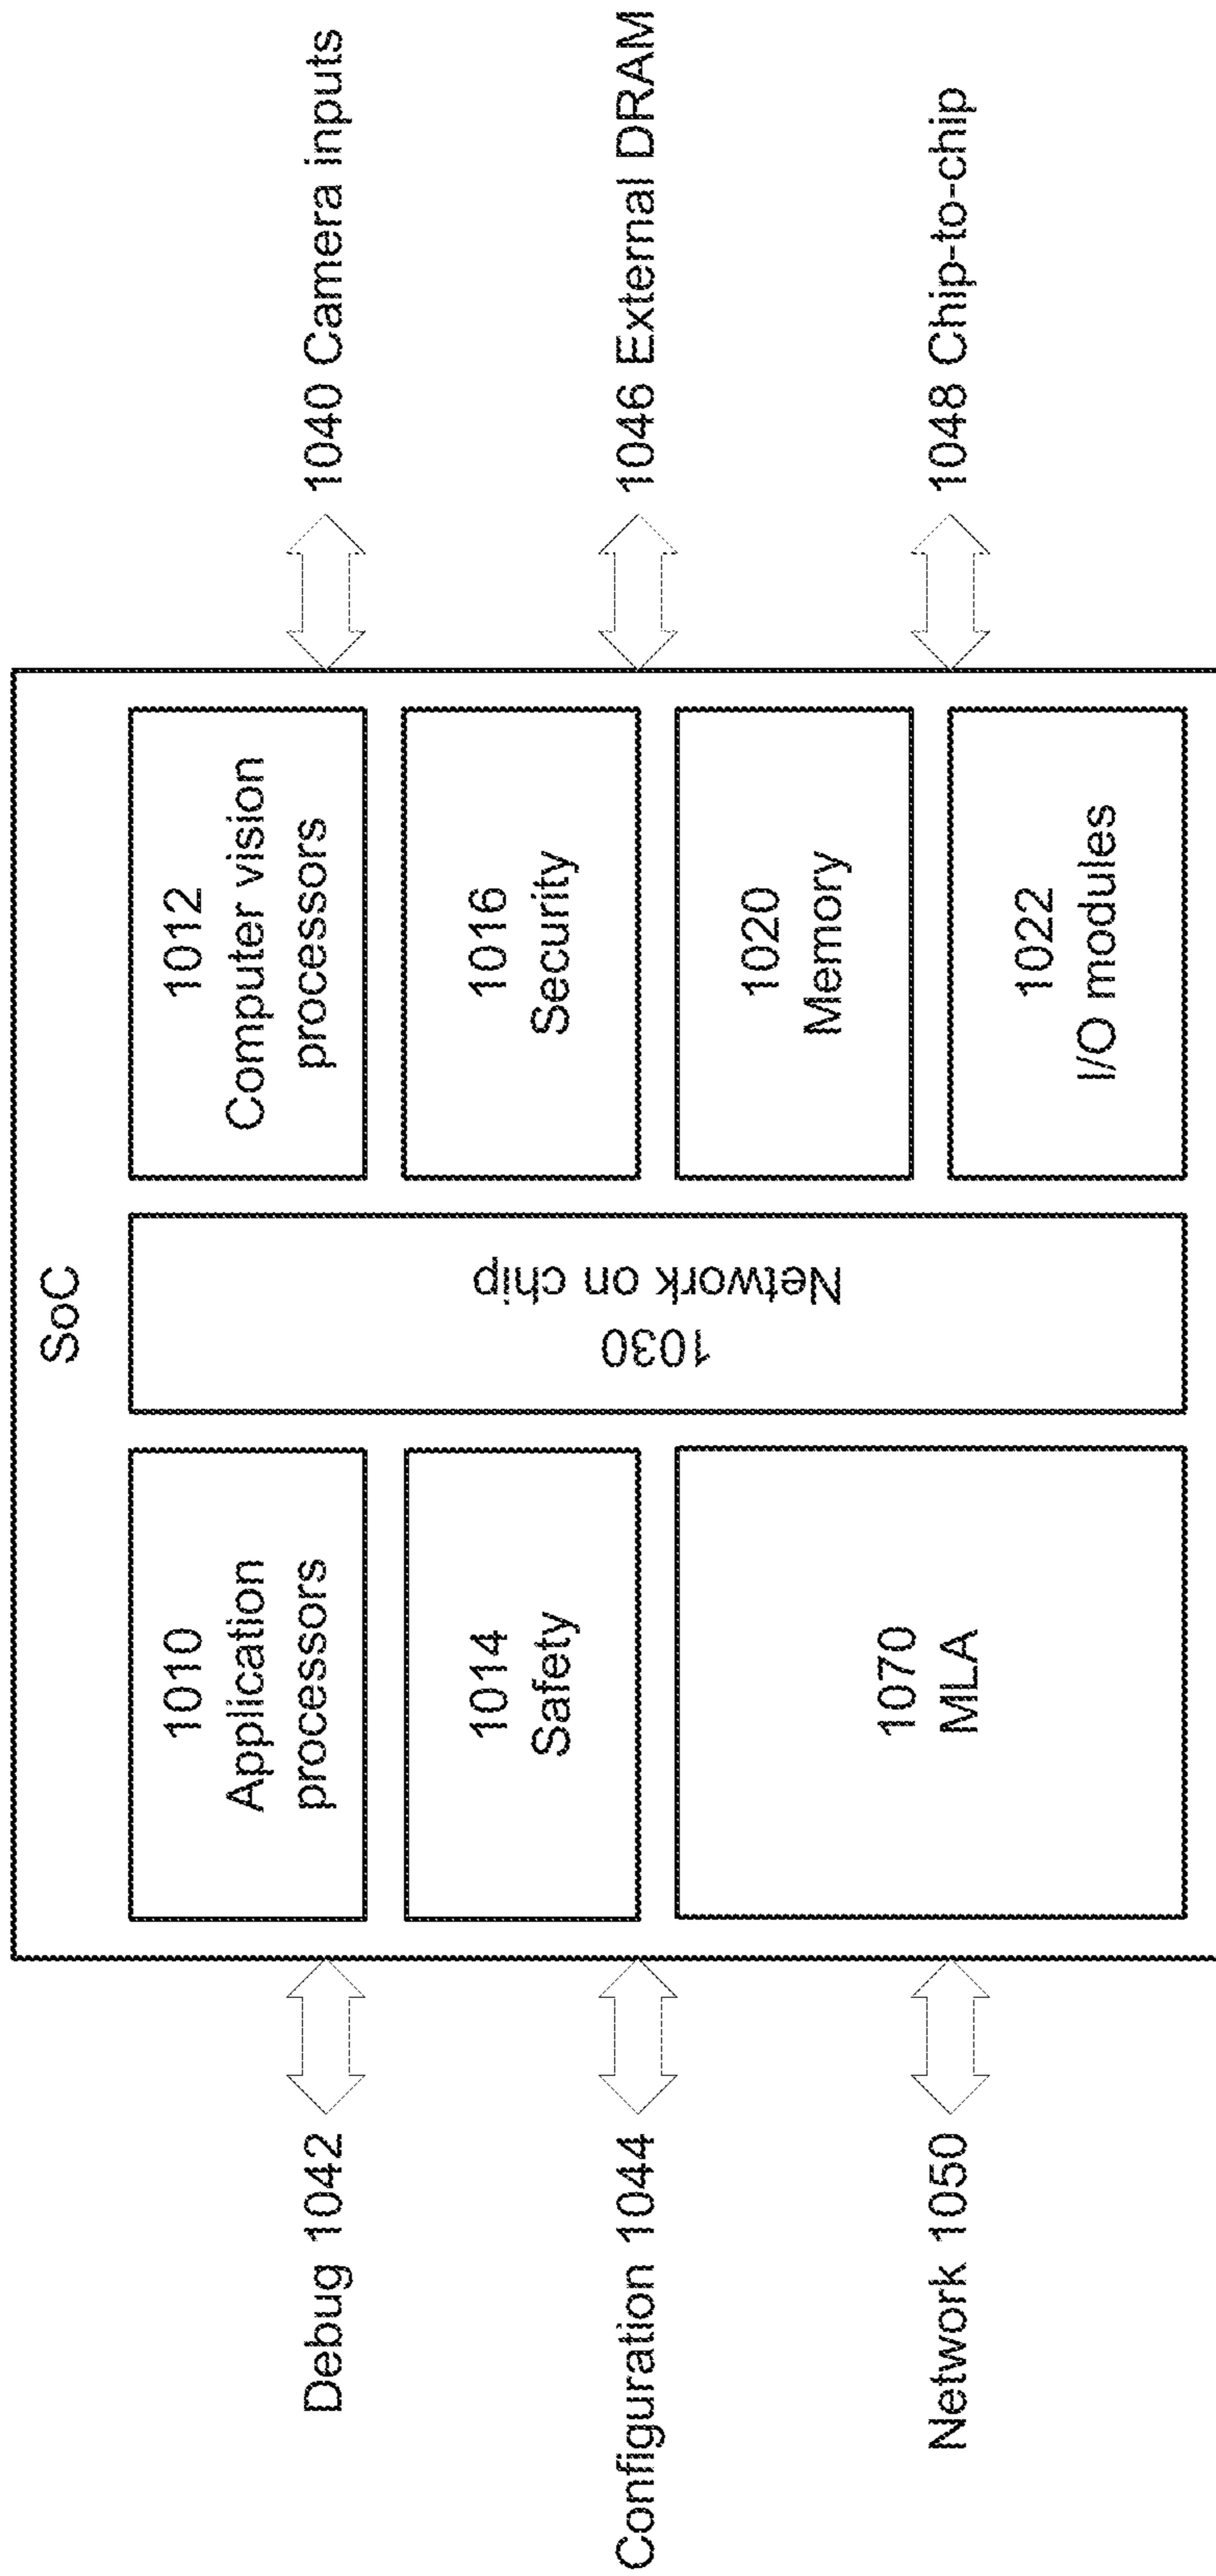 SoC
Debug 1042
Configuration 1044
Network 1050
1010
Application
processors
1014
Safety
1070
MLA
1030
Network on chip
1012
Computer vision
processors
1016
Security
1020
Memory
1022
I/O modules
1040 Camera inputs
1046 External DRAM
1048 Chip-to-chip